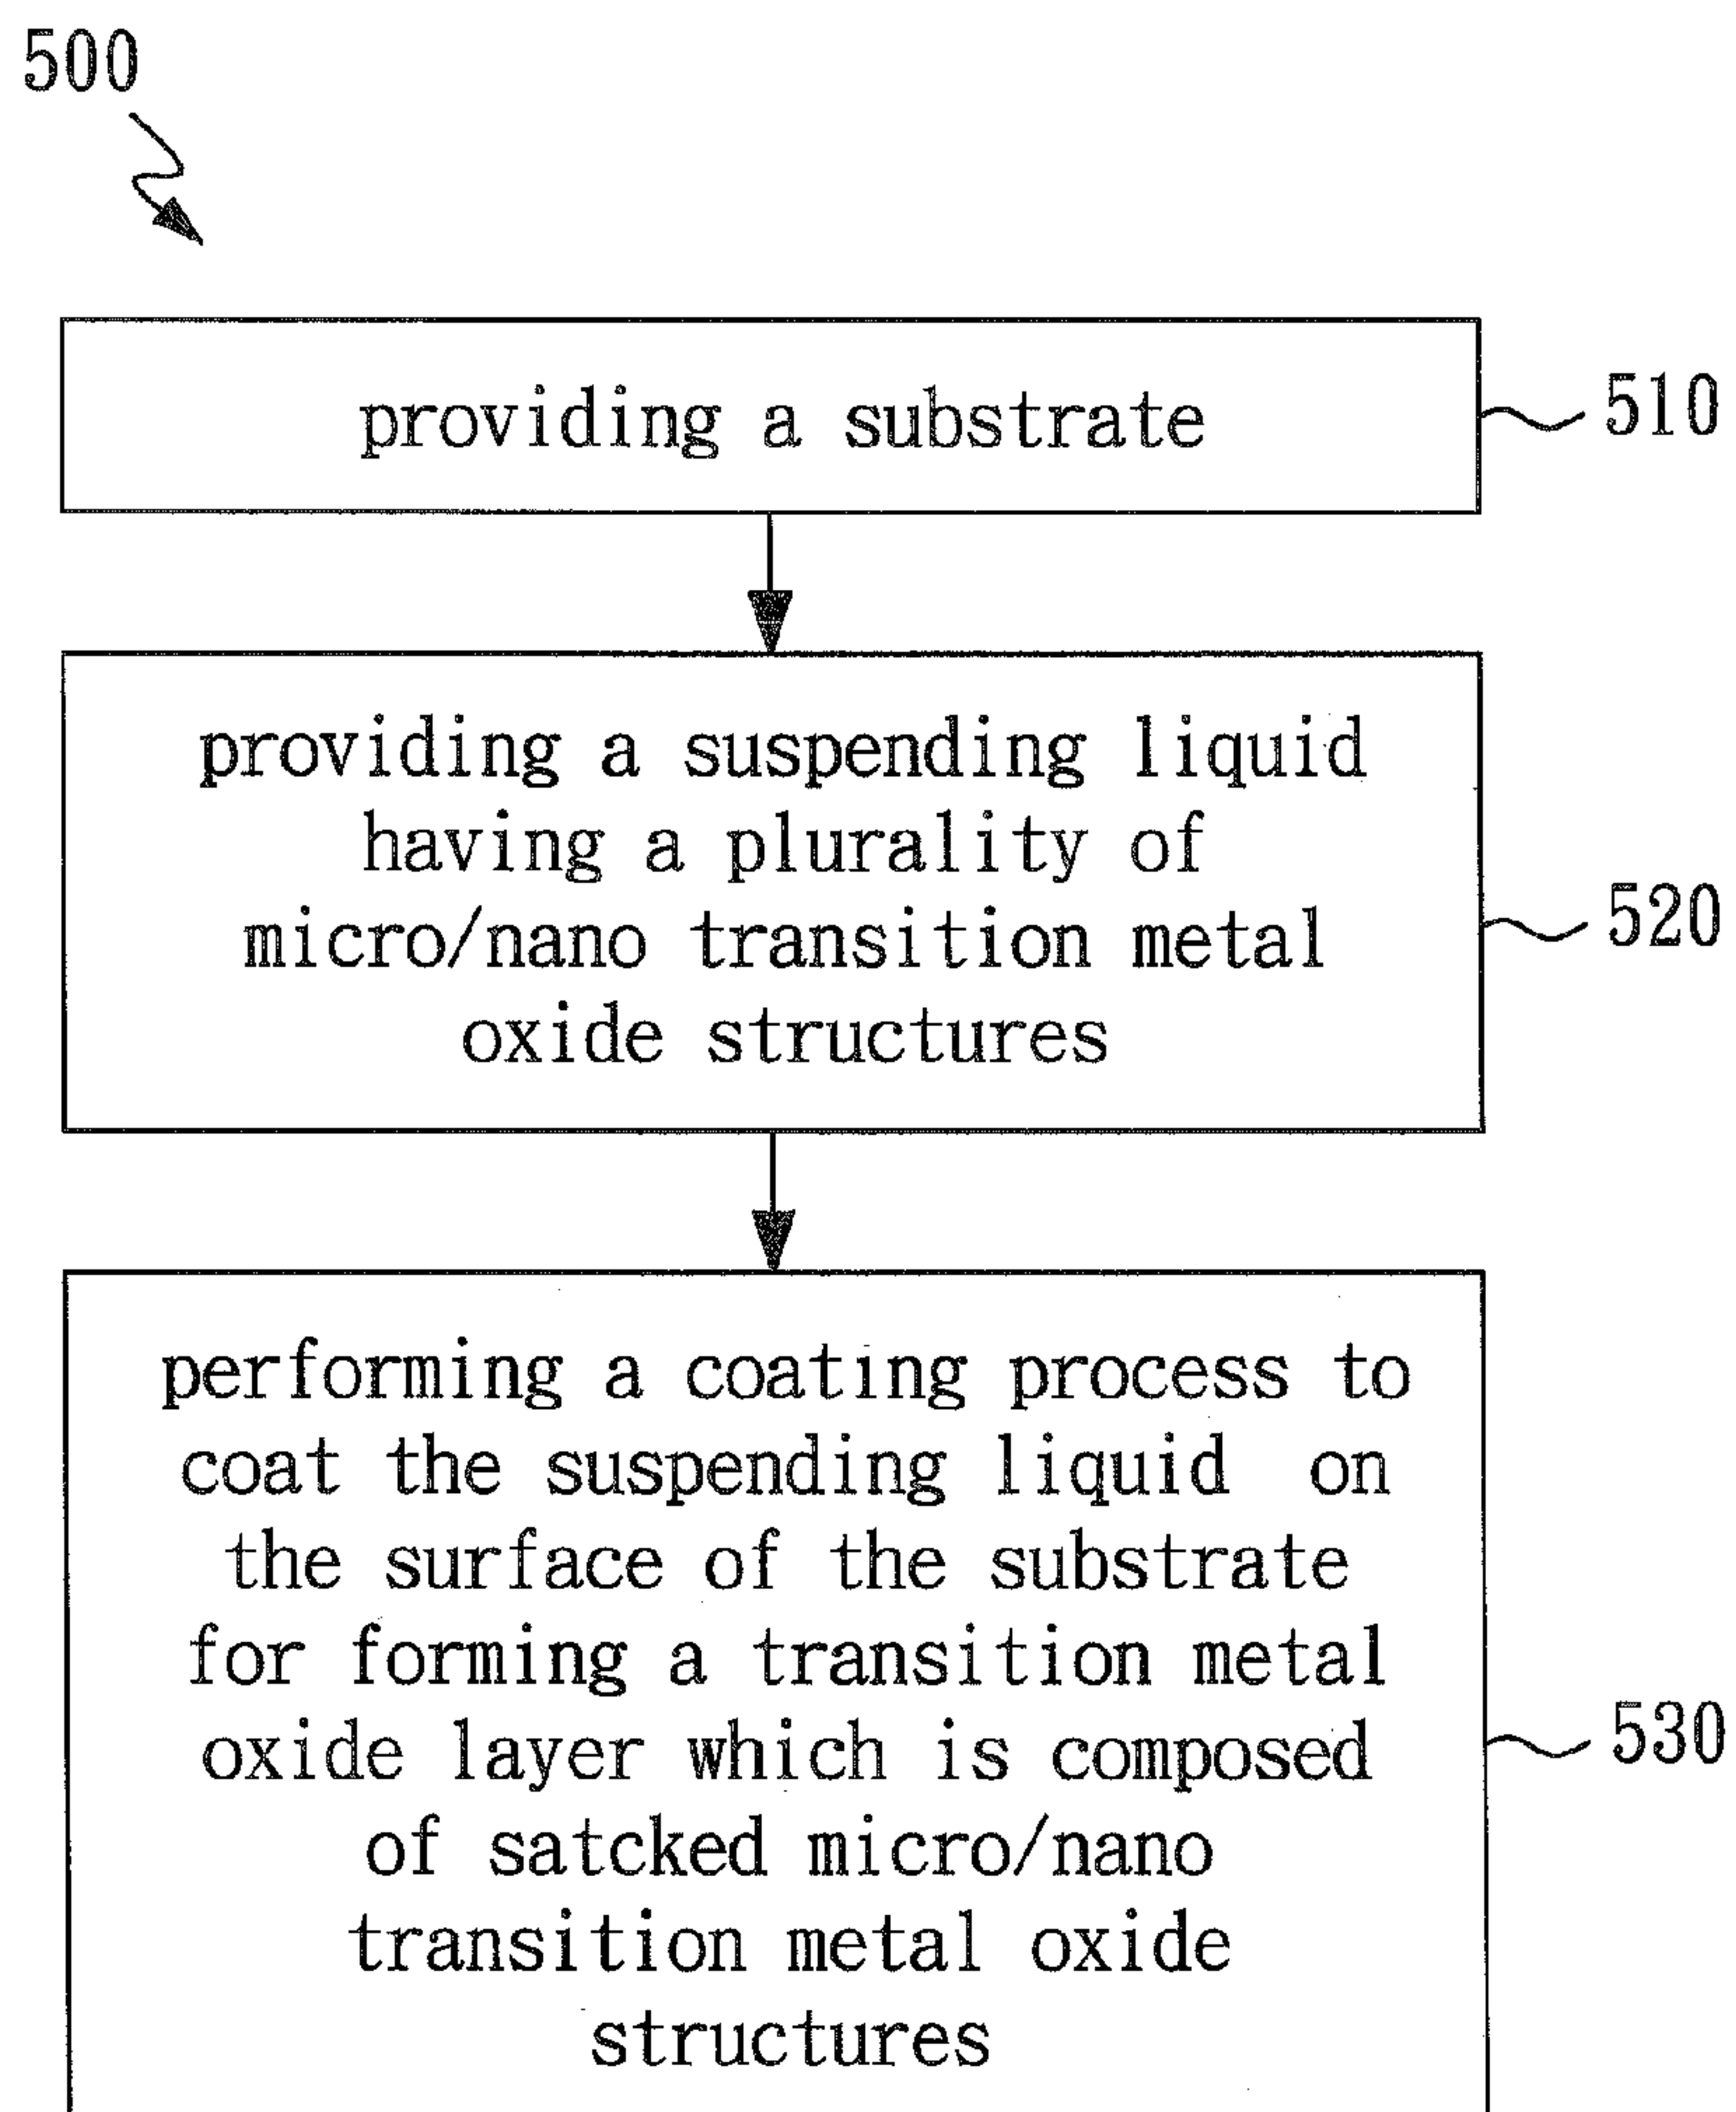 500
providing a substrate
510
providing a suspending liquid
having a plurality of
micro/nano transition metal
oxide structures
520
performing a coating process to
coat the suspending liquid on
the surface of the substrate
for forming a transition metal
oxide layer which is composed
of satcked micro/nano
transition metal oxide
structures
530